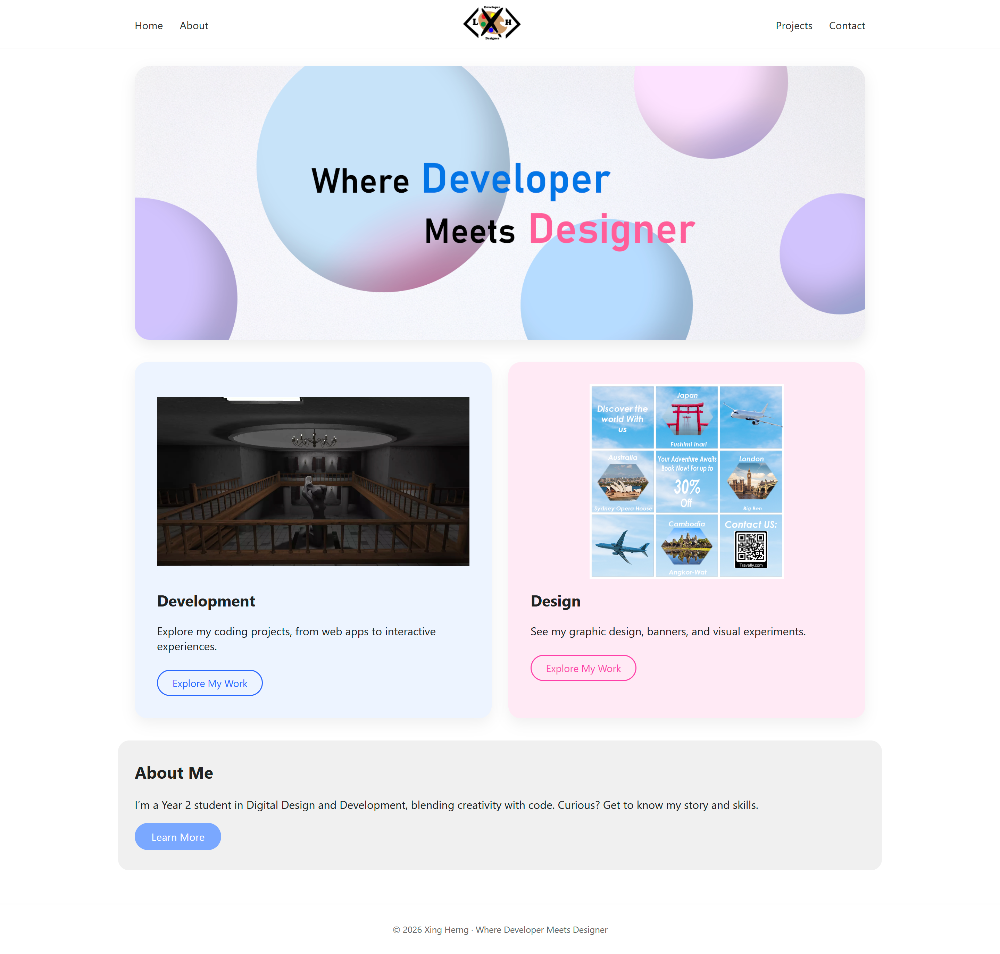 Home About
Developer
L H
Designer
Projects Contact
Where Developer
Meets Designer
Discover the
world With
us
Japan
Fushimi Inari
Australia
Sydney Opera House
Your Adventure Awaits
Book Now! For up to
30%
Off
London
Big Ben
Cambodia
Angkor-Wat
Contact US:
Travelly.com
Development
Explore my coding projects, from web apps to interactive
experiences.
Explore My Work
Design
See my graphic design, banners, and visual experiments.
Explore My Work
About Me
I’m a Year 2 student in Digital Design and Development, blending creativity with code. Curious? Get to know my story and skills.
Learn More
© 2026 Xing Herng · Where Developer Meets Designer